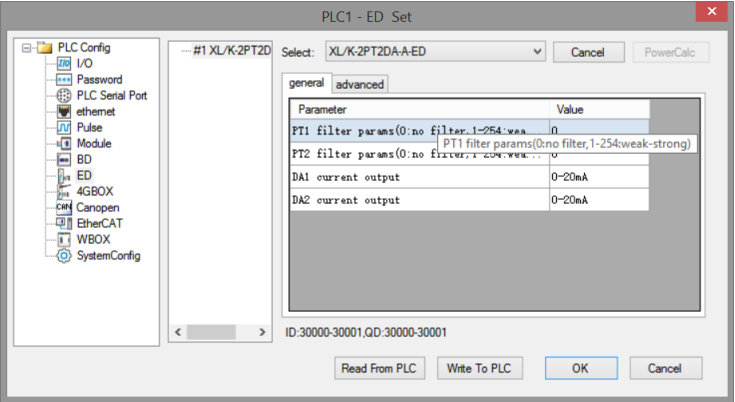 PLC1 - ED Set
PLC Config
I/O
Password
PLC Serial Port
ethernet
Pulse
Module
BD
ED
4GBOX
Canopen
EtherCAT
WBOX
SystemConfig
#1 XL/K-2PT2D
Select: XL/K-2PT2DA-A-ED Cancel PowerCalc
general advanced
Parameter Value
PT1 filter params(0:no filter,1-254:wea... 0
PT1 filter params(0:no filter,1-254:weak-strong)
PT2 filter params(0:no filter,1-254:wea...
DA1 current output 0-20mA
DA2 current output 0-20mA
ID:30000-30001,QD:30000-30001
Read From PLC Write To PLC OK Cancel